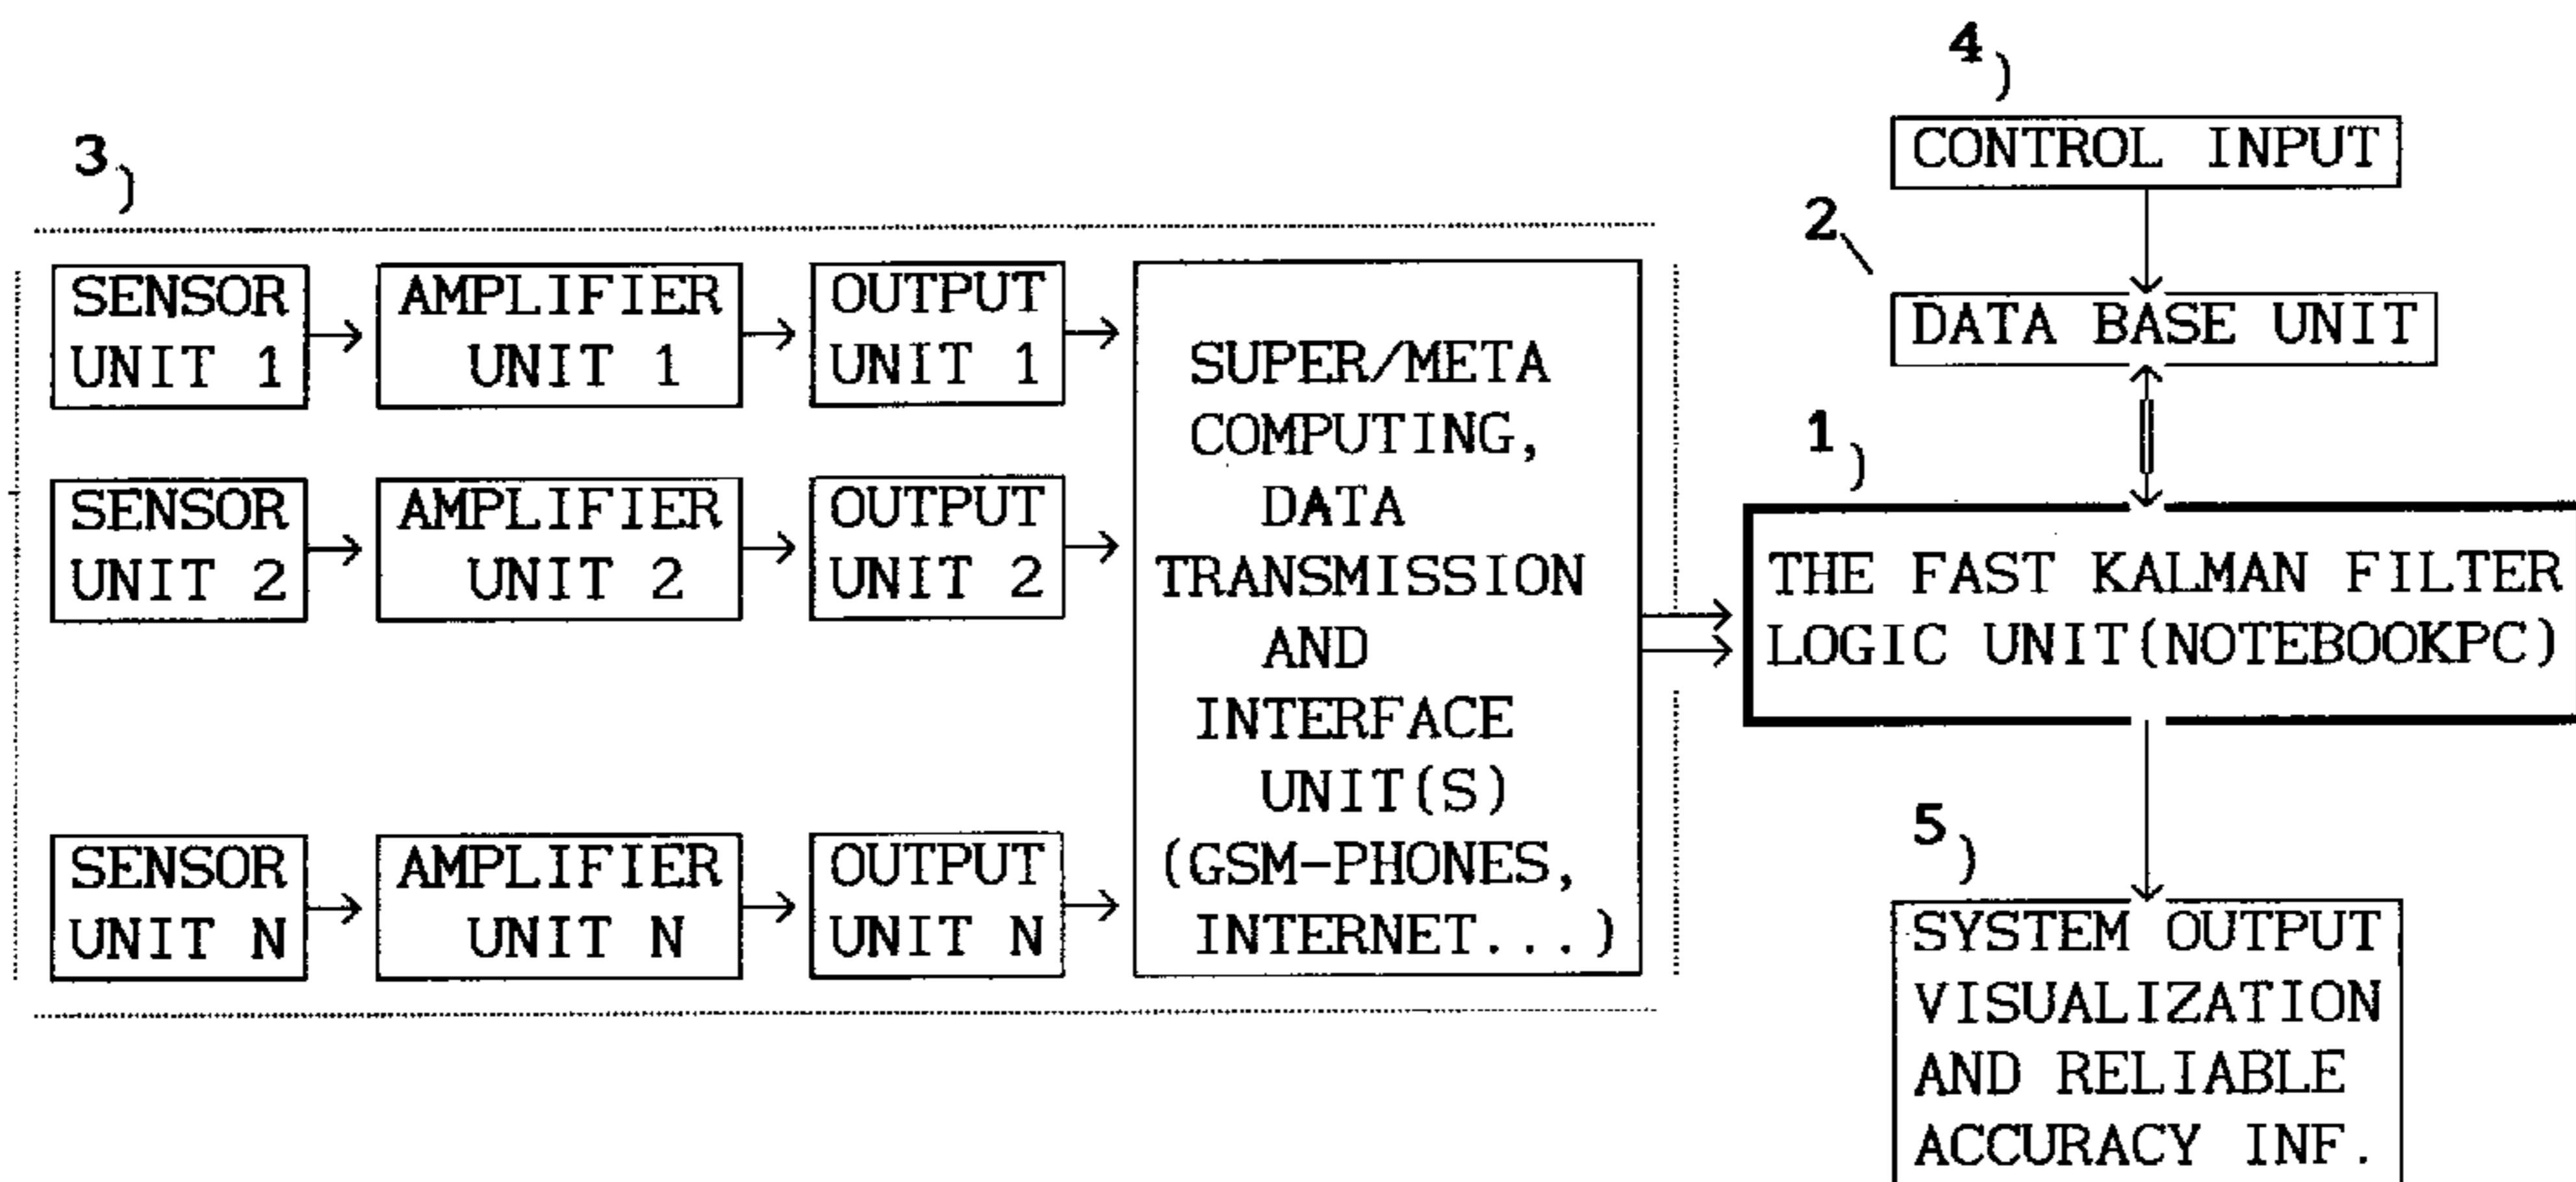 4)
CONTROL INPUT
3)
2
DATA BASE UNIT
SENSOR
UNIT 1
AMPLIFIER
UNIT 1
OUTPUT
UNIT 1
SENSOR
UNIT 2
AMPLIFIER
UNIT 2
OUTPUT
UNIT 2
SENSOR
UNIT N
AMPLIFIER
UNIT N
OUTPUT
UNIT N
SUPER/META
COMPUTING,
DATA
TRANSMISSION
AND
INTERFACE
UNIT(S)
(GSM-PHONES,
INTERNET...)
1)
THE FAST KALMAN FILTER
LOGIC UNIT(NOTEBOOKPC)
5)
SYSTEM OUTPUT
VISUALIZATION
AND RELIABLE
ACCURACY INF.